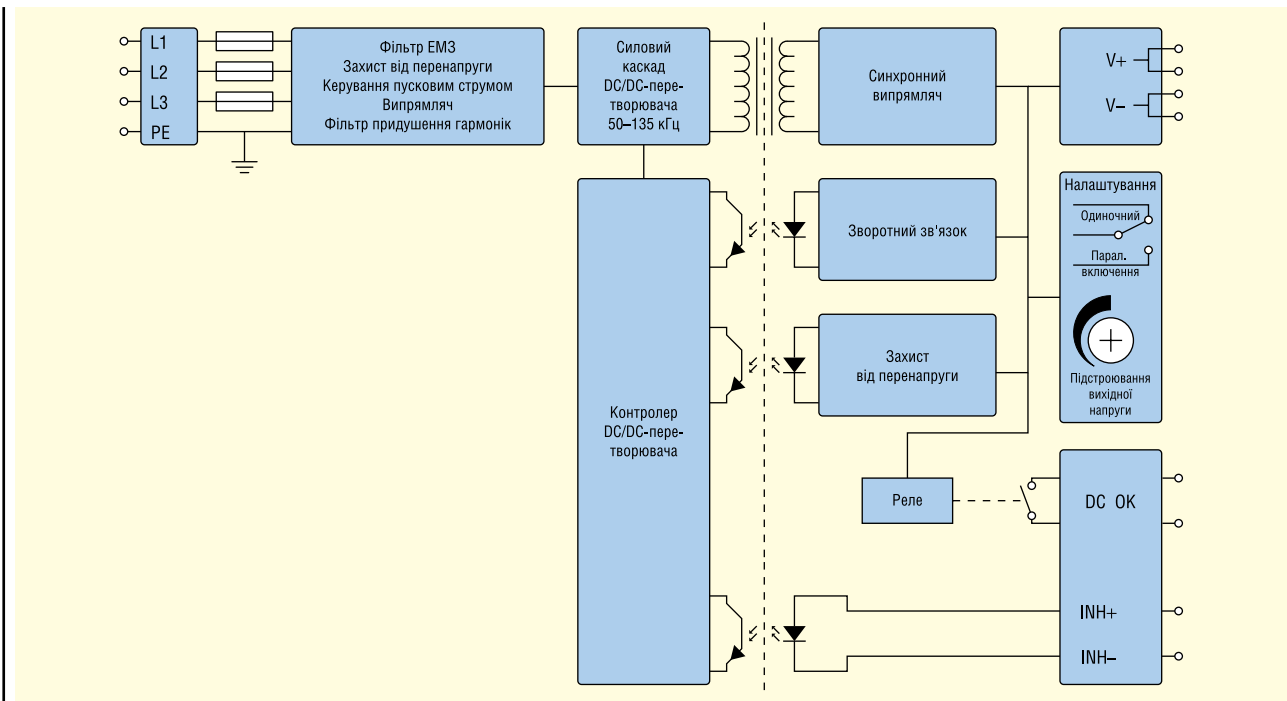 L1
L2
L3
PE
Фільтр ЕМЗ
Захист від перенапруги
Керування пусковим струмом
Випрямляч
Фільтр придушення гармонік
Силовий
каскад
DC/DC-пере-
творювача
50–135 кГц
Синхронний
випрямляч
V+
V–
Контролер
DC/DC-пере-
творювача
Зворотний зв'язок
Захист
від перенапруги
Налаштування
Одиночний
Парал.
включення
Підстроювання
вихідної
напруги
Реле
DC OK
INH+
INH–